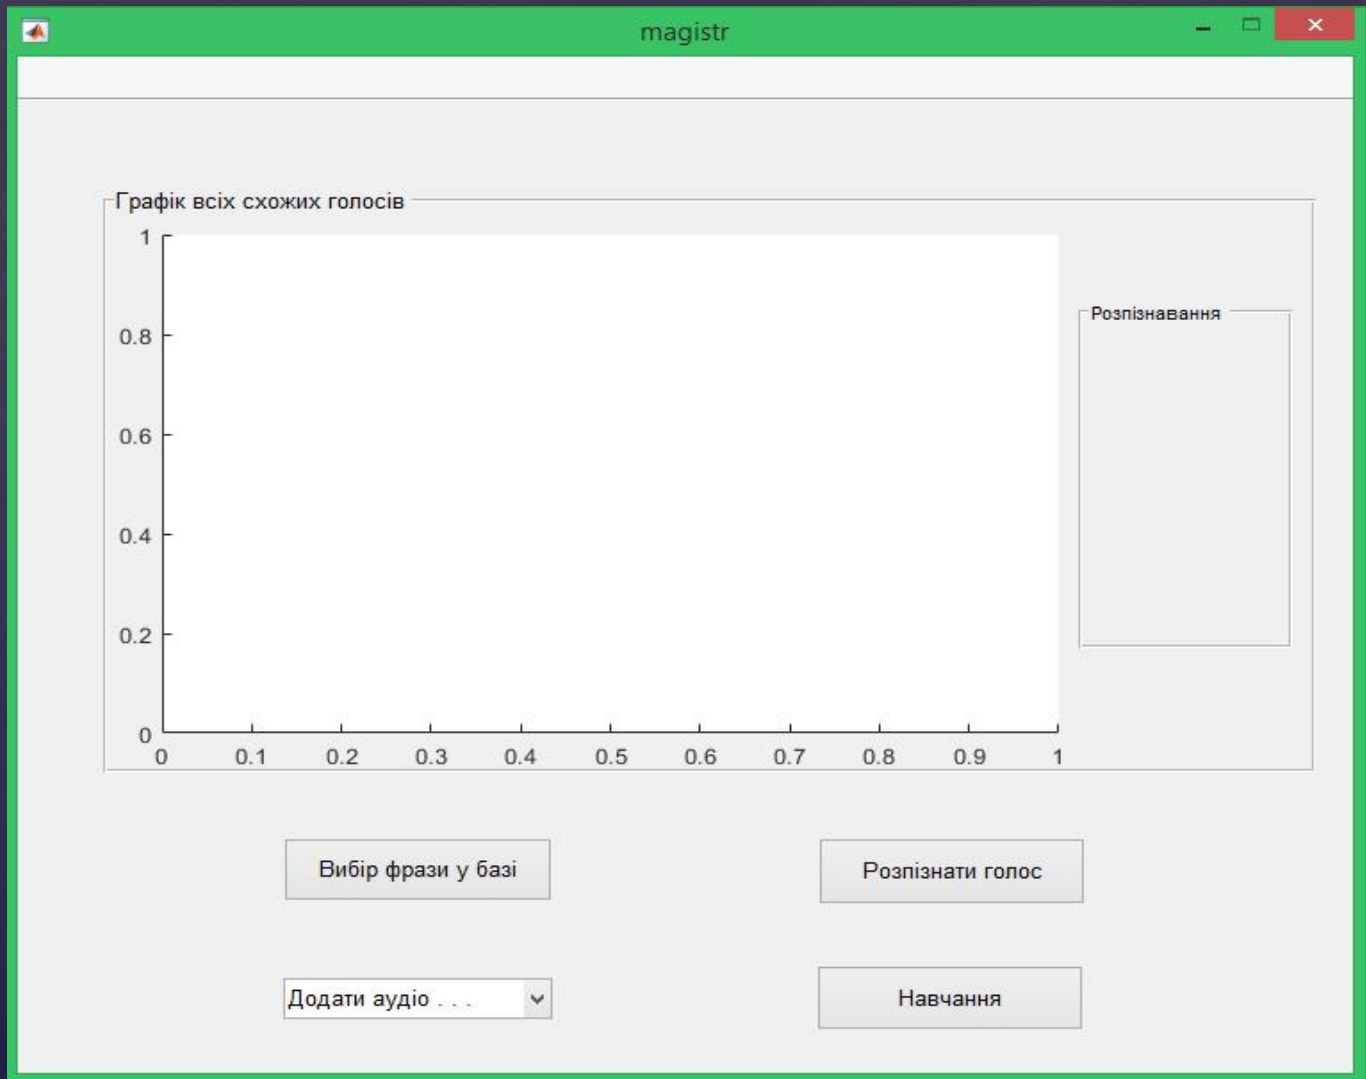 magistr
Графік всіх схожих голосів
1
0.8
0.6
0.4
0.2
0
0 0.1 0.2 0.3 0.4 0.5 0.6 0.7 0.8 0.9 1
Розпізнавання
Вибір фрази у базі
Розпізнати голос
Додати аудіо . . .
Навчання